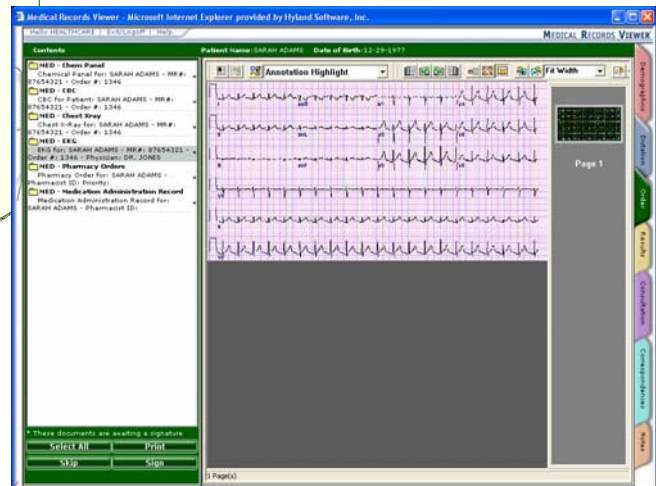 Medical Records Viewer - Microsoft Internet Explorer provided by Hyland Software, Inc.
Hello HEALTHCARE | Exit/Logoff | Help
MEDICAL RECORDS VIEWER
Contents
Patient Name: SARAH ADAMS Date of Birth: 12-29-1977
MED - Chem Panel
Chemical Panel for: SARAH ADAMS - MR#:
87654321 - Order #: 1346
MED - CBC
CBC for Patient: SARAH ADAMS - MR#:
87654321 - Order #: 1346
MED - Chest Xray
Chest X-Ray for: SARAH ADAMS - MR#:
87654321 - Order #: 1346
MED - EKG
EKG for: SARAH ADAMS - MR#: 87654321 -
Order #: 1346 - Physician: DR. JONES
MED - Pharmacy Orders
Pharmacy Order for: SARAH ADAMS -
Pharmacist ID: Priority:
MED - Medication Administration Record
Medication Administration Record for:
SARAH ADAMS - Pharmacist ID:
* These documents are awaiting a signature
Select All
Print
Skip
Sign
Annotation Highlight
Fit Width
Page 1
1 Page(s)
Demographics
Dictation
Order
Results
Consultation
Correspondences
Notes